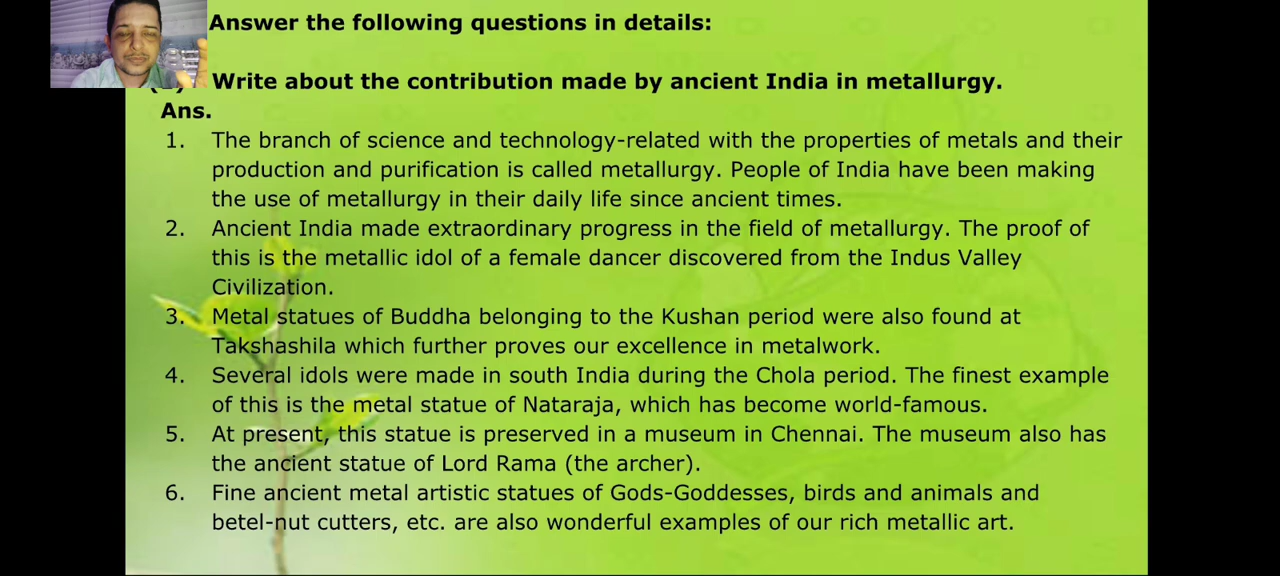 Answer the following questions in details:
Write about the contribution made by ancient India in metallurgy.
Ans.
1. The branch of science and technology-related with the properties of metals and their
production and purification is called metallurgy. People of India have been making
the use of metallurgy in their daily life since ancient times.
2. Ancient India made extraordinary progress in the field of metallurgy. The proof of
this is the metallic idol of a female dancer discovered from the Indus Valley
Civilization.
3. Metal statues of Buddha belonging to the Kushan period were also found at
Takshashila which further proves our excellence in metalwork.
4. Several idols were made in south India during the Chola period. The finest example
of this is the metal statue of Nataraja, which has become world-famous.
5. At present, this statue is preserved in a museum in Chennai. The museum also has
the ancient statue of Lord Rama (the archer).
6. Fine ancient metal artistic statues of Gods-Goddesses, birds and animals and
betel-nut cutters, etc. are also wonderful examples of our rich metallic art.